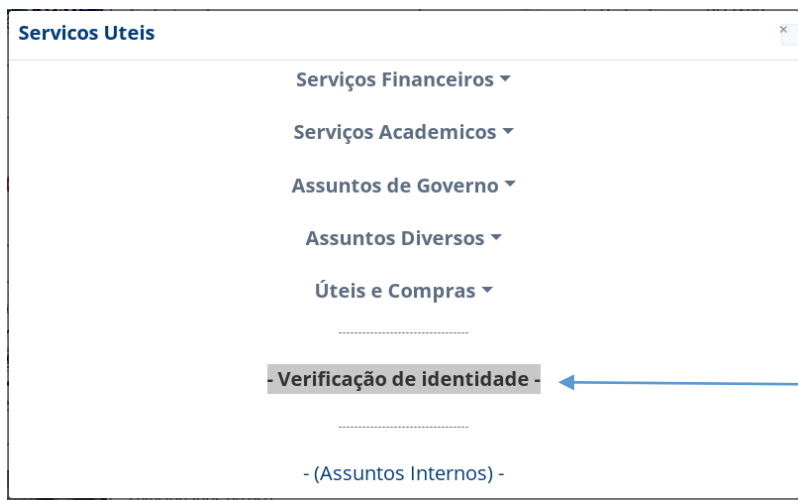 Servicos Uteis
×
Serviços Financeiros
Serviços Academicos
Assuntos de Governo
Assuntos Diversos
Úteis e Compras
--------------------------------
- Verificação de identidade -
--------------------------------
- (Assuntos Internos) -